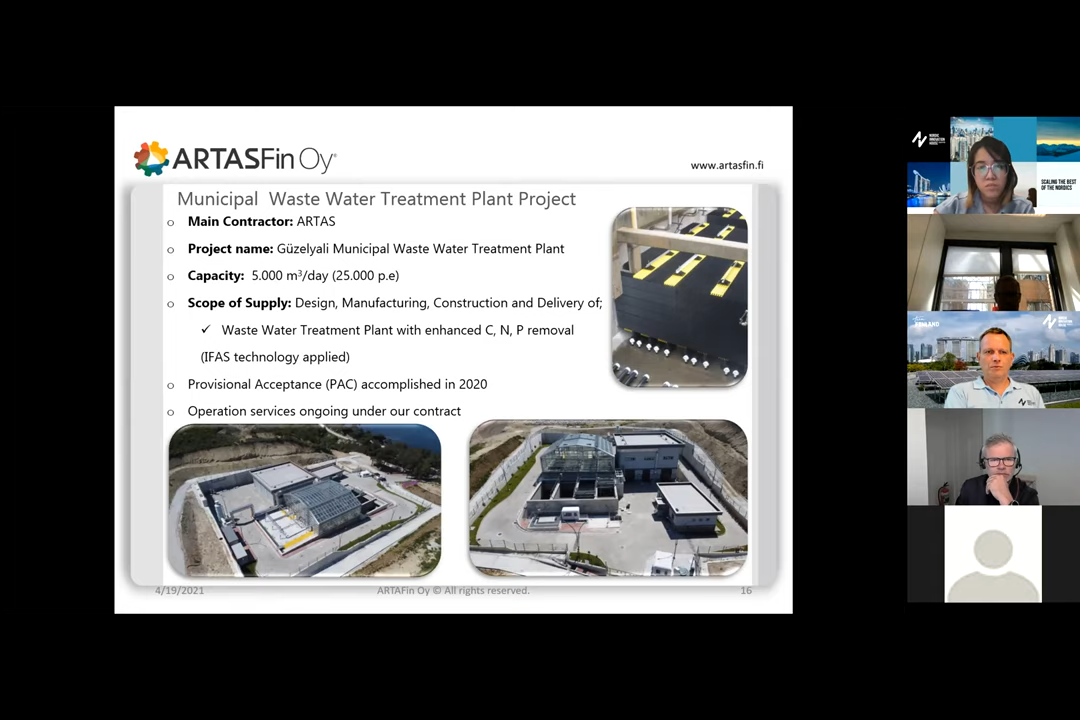 ARTASFin Oy®
www.artasfin.fi
Municipal Waste Water Treatment Plant Project
o Main Contractor: ARTAS
o Project name: Güzelyali Municipal Waste Water Treatment Plant
o Capacity: 5.000 m³/day (25.000 p.e)
o Scope of Supply: Design, Manufacturing, Construction and Delivery of;
✓ Waste Water Treatment Plant with enhanced C, N, P removal
(IFAS technology applied)
o Provisional Acceptance (PAC) accomplished in 2020
o Operation services ongoing under our contract
4/19/2021
ARTAFin Oy © All rights reserved.
16
NORDIC
INNOVATION
HOUSE
SCALING THE BEST
OF THE NORDICS